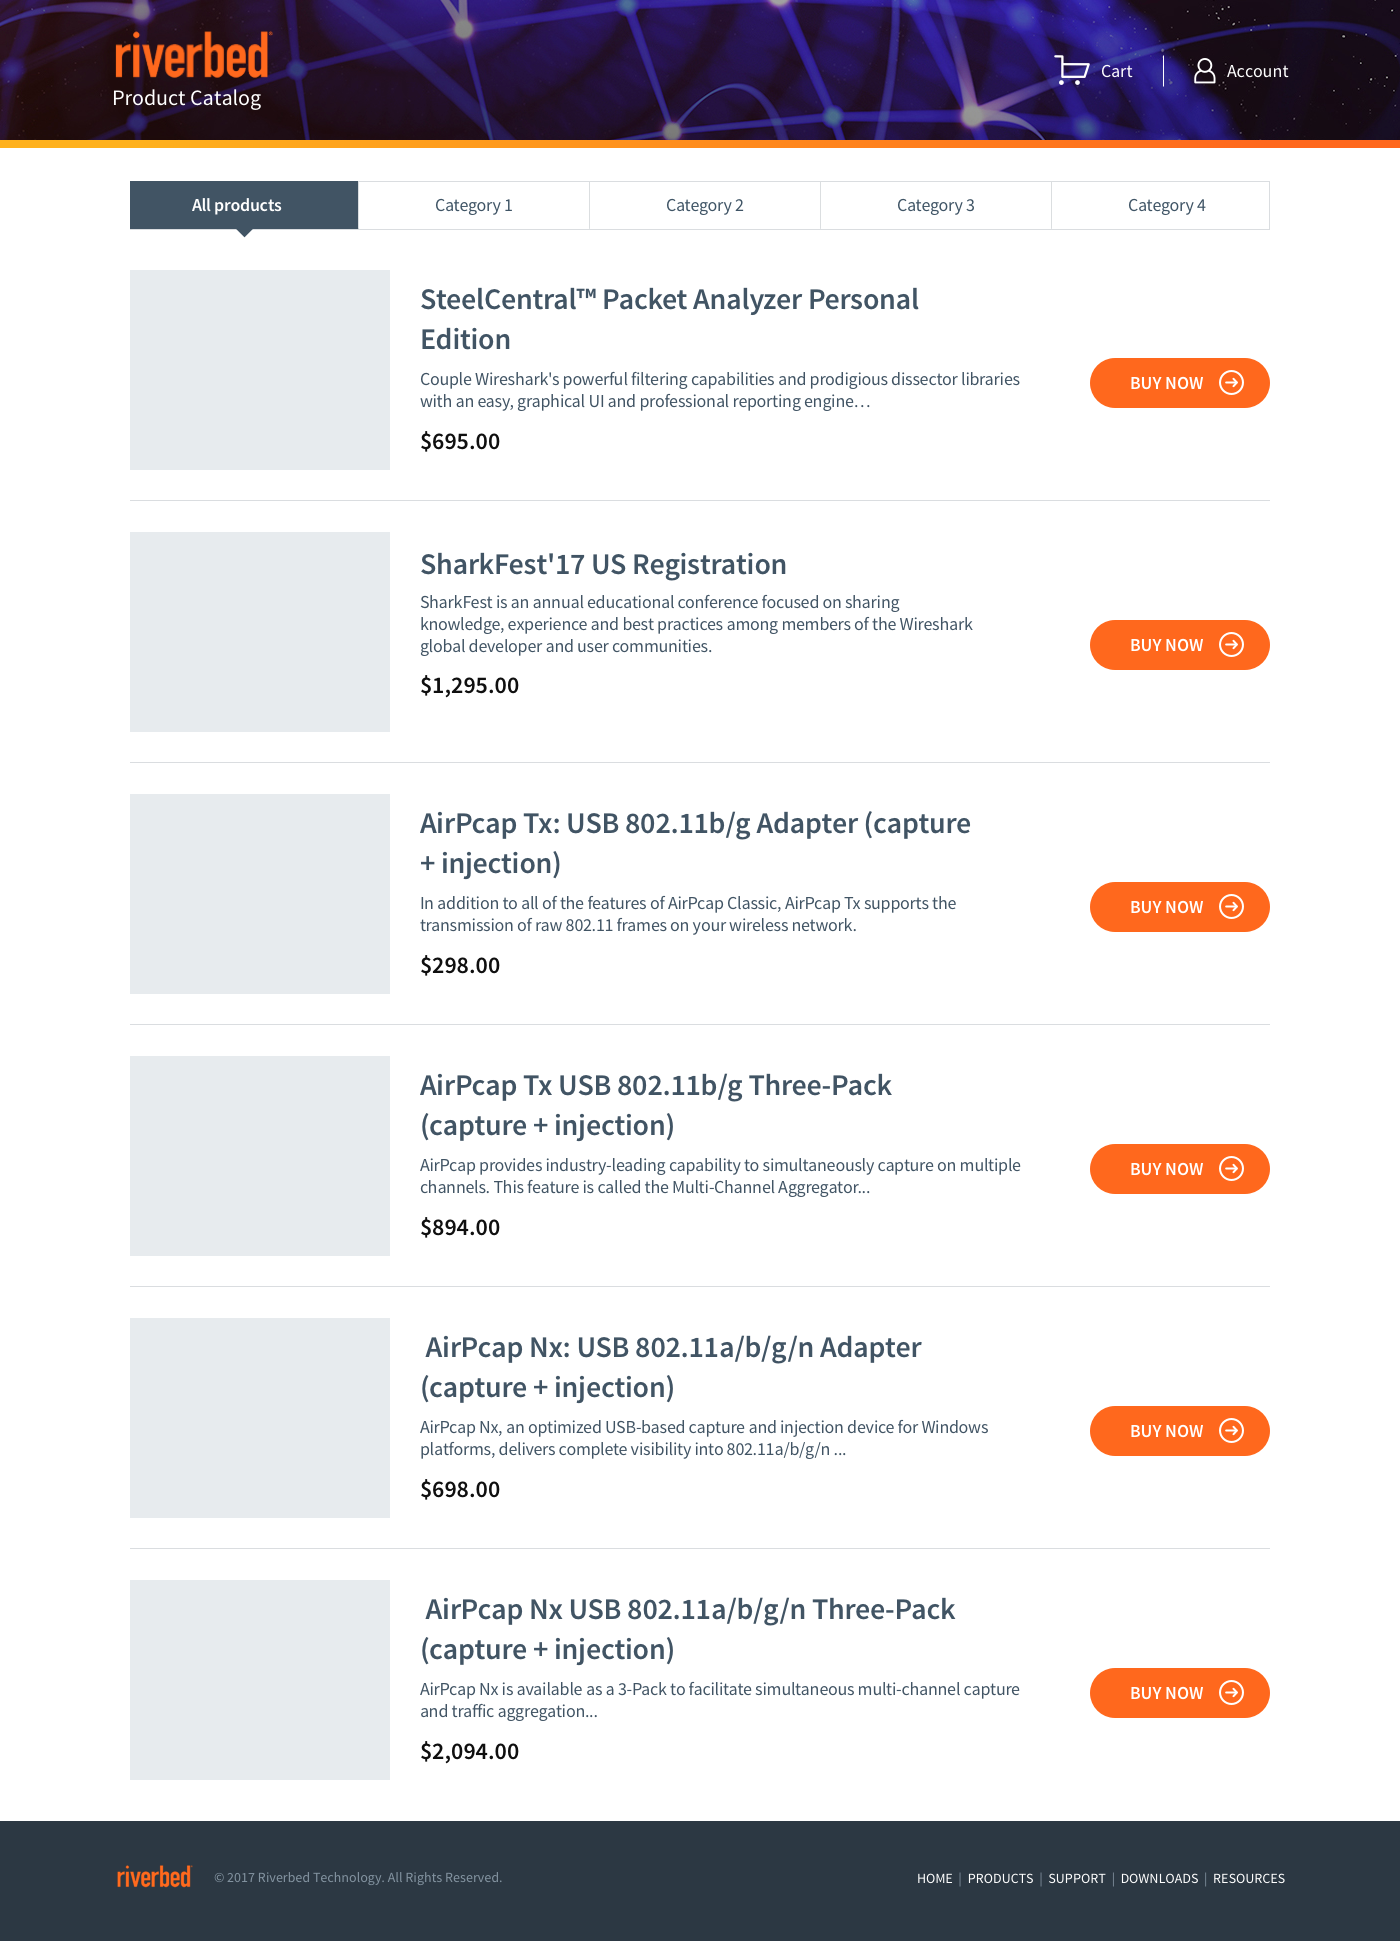 riverbed
Product Catalog
Cart
Account
All products
Category 1
Category 2
Category 3
Category 4
SteelCentral™ Packet Analyzer Personal
Edition
Couple Wireshark's powerful filtering capabilities and prodigious dissector libraries
with an easy, graphical UI and professional reporting engine…
$695.00
BUY NOW
SharkFest'17 US Registration
SharkFest is an annual educational conference focused on sharing
knowledge, experience and best practices among members of the Wireshark
global developer and user communities.
$1,295.00
BUY NOW
AirPcap Tx: USB 802.11b/g Adapter (capture
+ injection)
In addition to all of the features of AirPcap Classic, AirPcap Tx supports the
transmission of raw 802.11 frames on your wireless network.
$298.00
BUY NOW
AirPcap Tx USB 802.11b/g Three-Pack
(capture + injection)
AirPcap provides industry-leading capability to simultaneously capture on multiple
channels. This feature is called the Multi-Channel Aggregator...
$894.00
BUY NOW
AirPcap Nx: USB 802.11a/b/g/n Adapter
(capture + injection)
AirPcap Nx, an optimized USB-based capture and injection device for Windows
platforms, delivers complete visibility into 802.11a/b/g/n ...
$698.00
BUY NOW
AirPcap Nx USB 802.11a/b/g/n Three-Pack
(capture + injection)
AirPcap Nx is available as a 3-Pack to facilitate simultaneous multi-channel capture
and traffic aggregation...
$2,094.00
BUY NOW
riverbed
© 2017 Riverbed Technology. All Rights Reserved.
HOME | PRODUCTS | SUPPORT | DOWNLOADS | RESOURCES